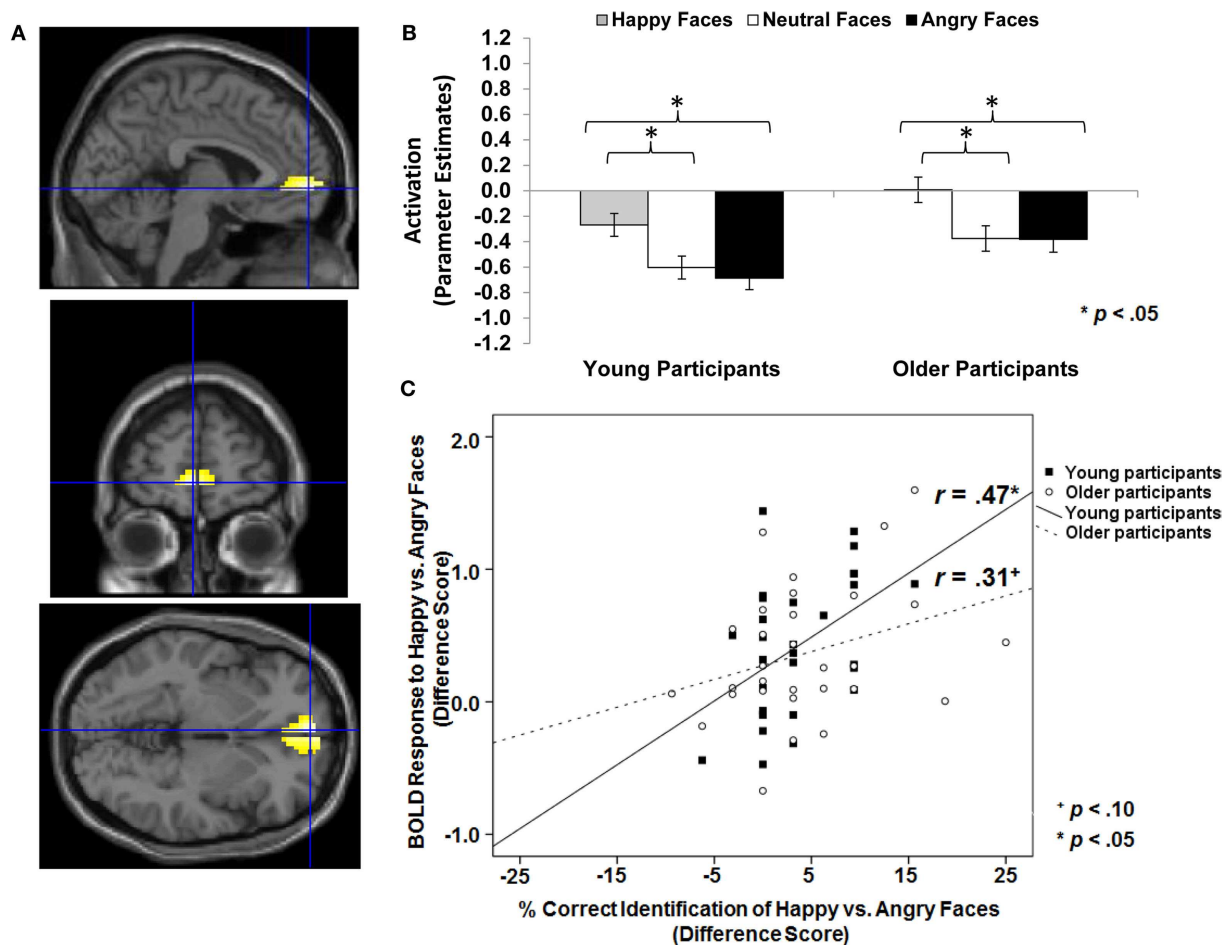 A
B
Happy Faces Neutral Faces Angry Faces
Activation
(Parameter Estimates)
1.2
1.0
0.8
0.6
0.4
0.2
0.0
-0.2
-0.4
-0.6
-0.8
-1.0
-1.2
*
*
*
*
* p < .05
Young Participants
Older Participants
C
BOLD Response to Happy vs. Angry Faces
(Difference Score)
2.0
1.0
0.0
-1.0
r = .47*
r = .31+
Young participants
Older participants
Young participants
Older participants
+ p < .10
* p < .05
-25
-15
-5
5
15
25
% Correct Identification of Happy vs. Angry Faces
(Difference Score)